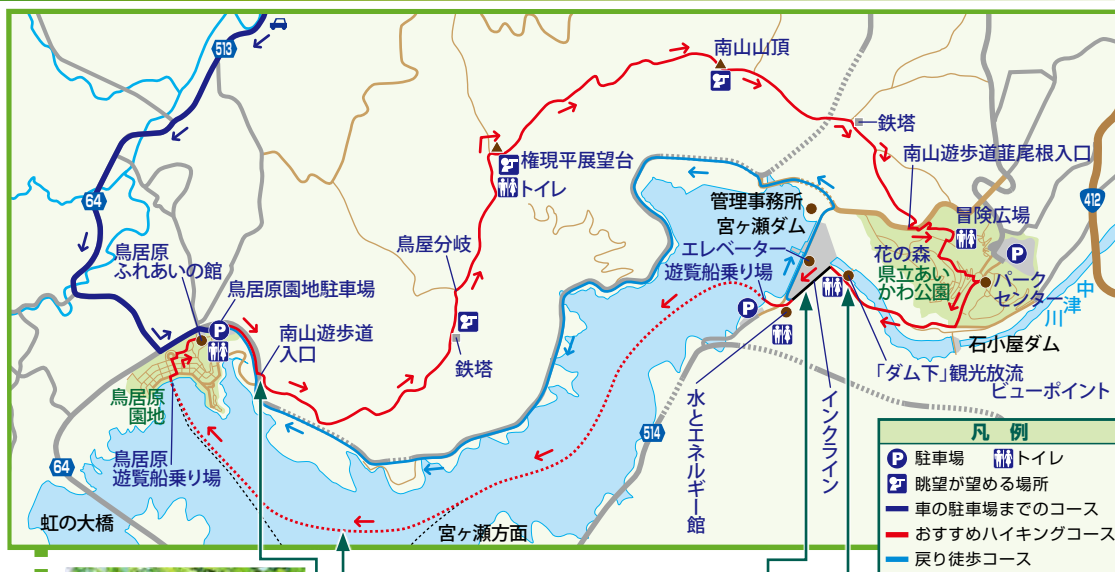 513
南山山頂
鉄塔
南山遊歩道韮尾根入口
412
権現平展望台
トイレ
64
管理事務所
宮ヶ瀬ダム
冒険広場
P
鳥居原
ふれあいの館
鳥屋分岐
エレベーター
遊覧船乗り場
花の森
県立あい
かわ公園
パーク
センター
中津川
鳥居原園地駐車場
P
南山遊歩道
入口
P
石小屋ダム
鉄塔
「ダム下」観光放流
ビューポイント
鳥居原
園地
水とエネルギー館
インクライン
514
鳥居原
遊覧船乗り場
64
虹の大橋
宮ヶ瀬方面
凡 例
P 駐車場 トイレ
眺望が望める場所
車の駐車場までのコース
おすすめハイキングコース
戻り徒歩コース